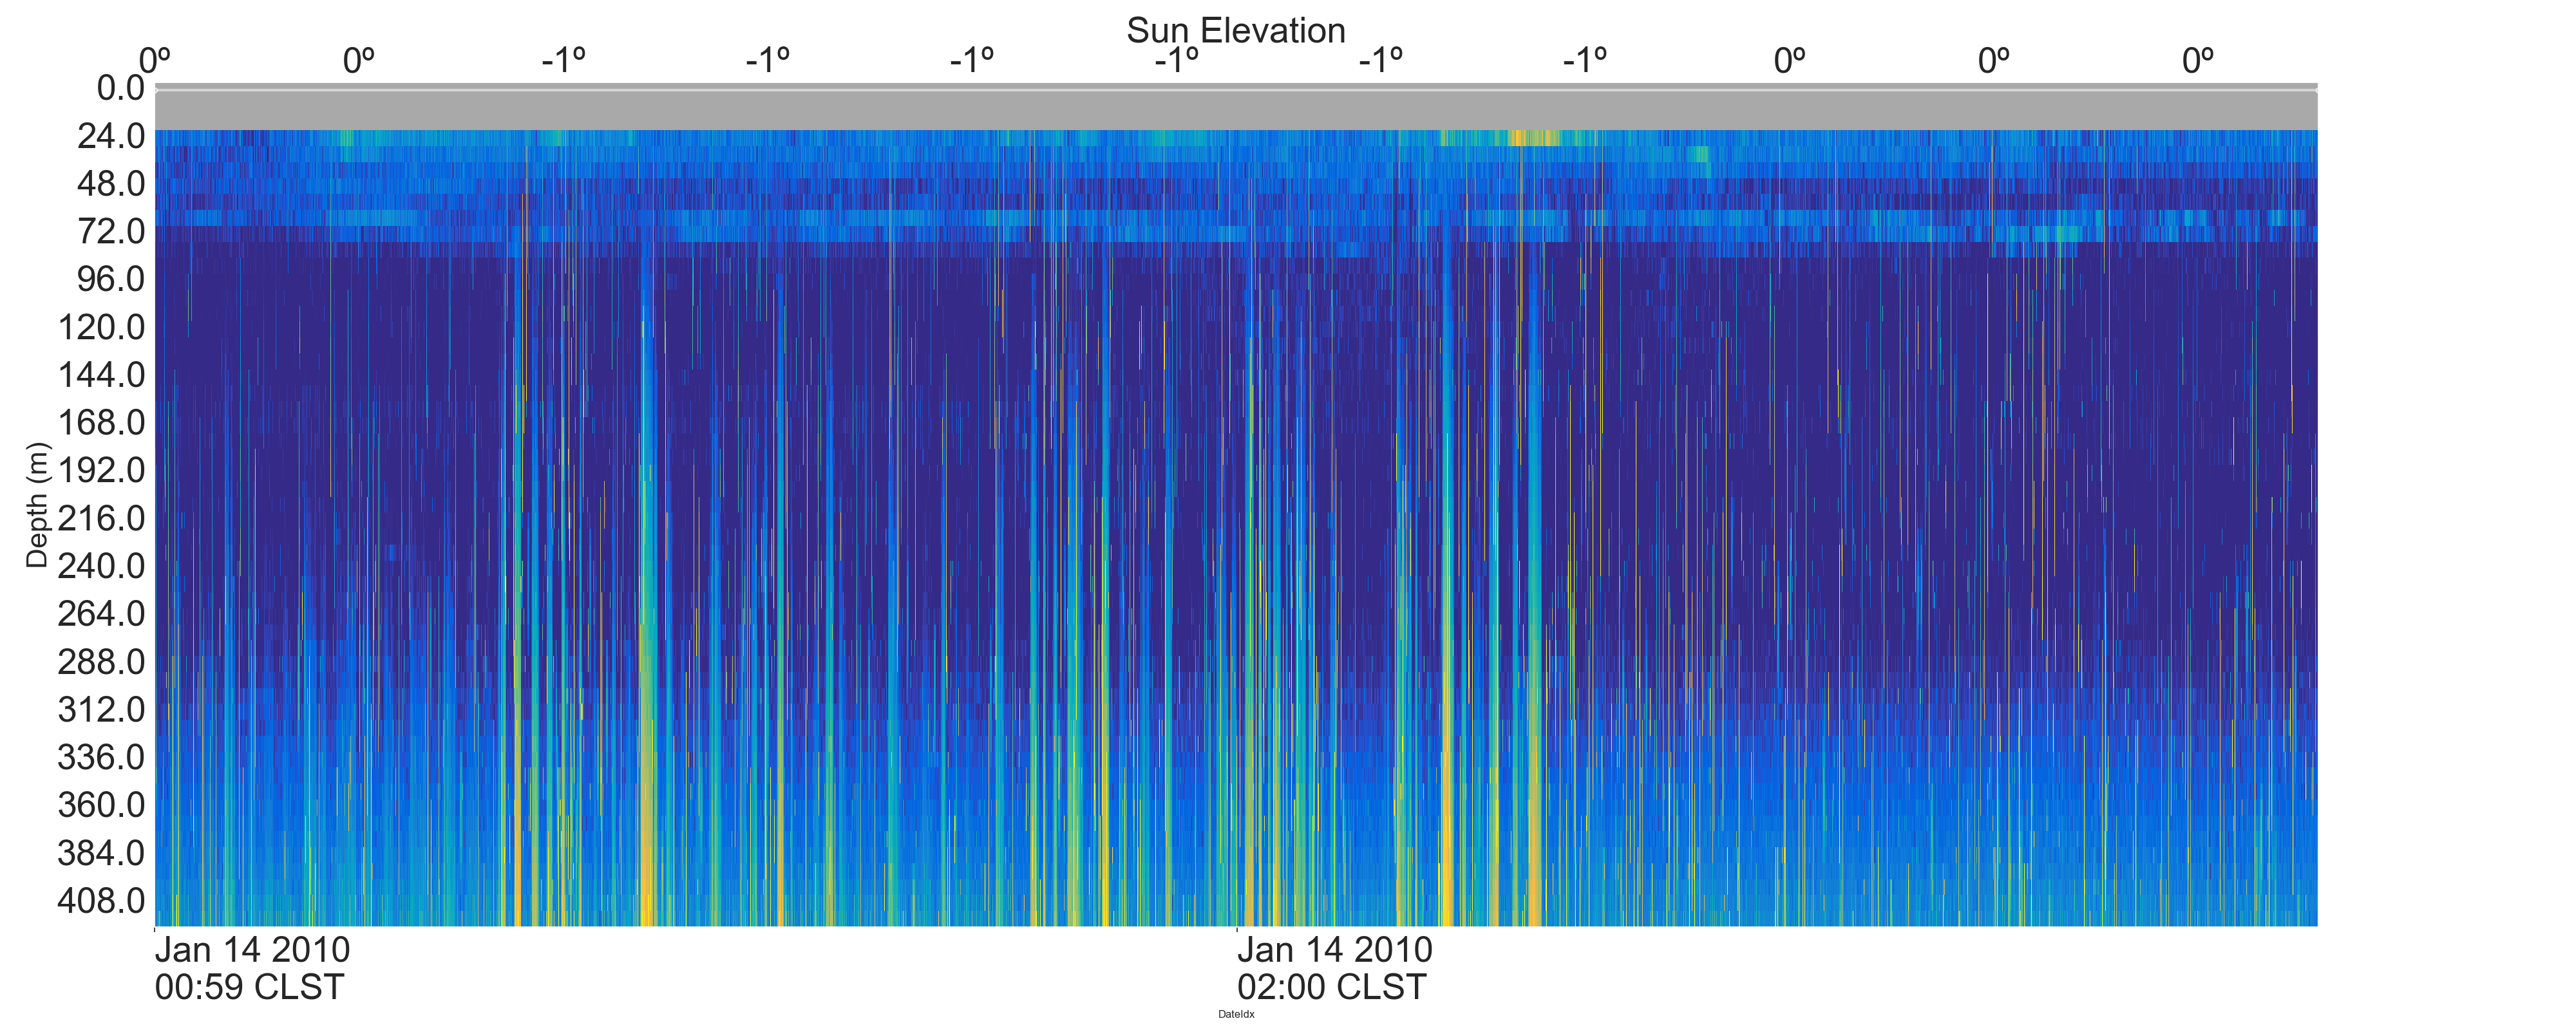 Sun Elevation
0º 0º -1º -1º -1º -1º -1º -1º 0º 0º 0º
0.0
24.0
48.0
72.0
96.0
120.0
144.0
168.0
192.0
216.0
240.0
264.0
288.0
312.0
336.0
360.0
384.0
408.0
Depth (m)
Jan 14 2010
00:59 CLST
Jan 14 2010
02:00 CLST
DateIdx